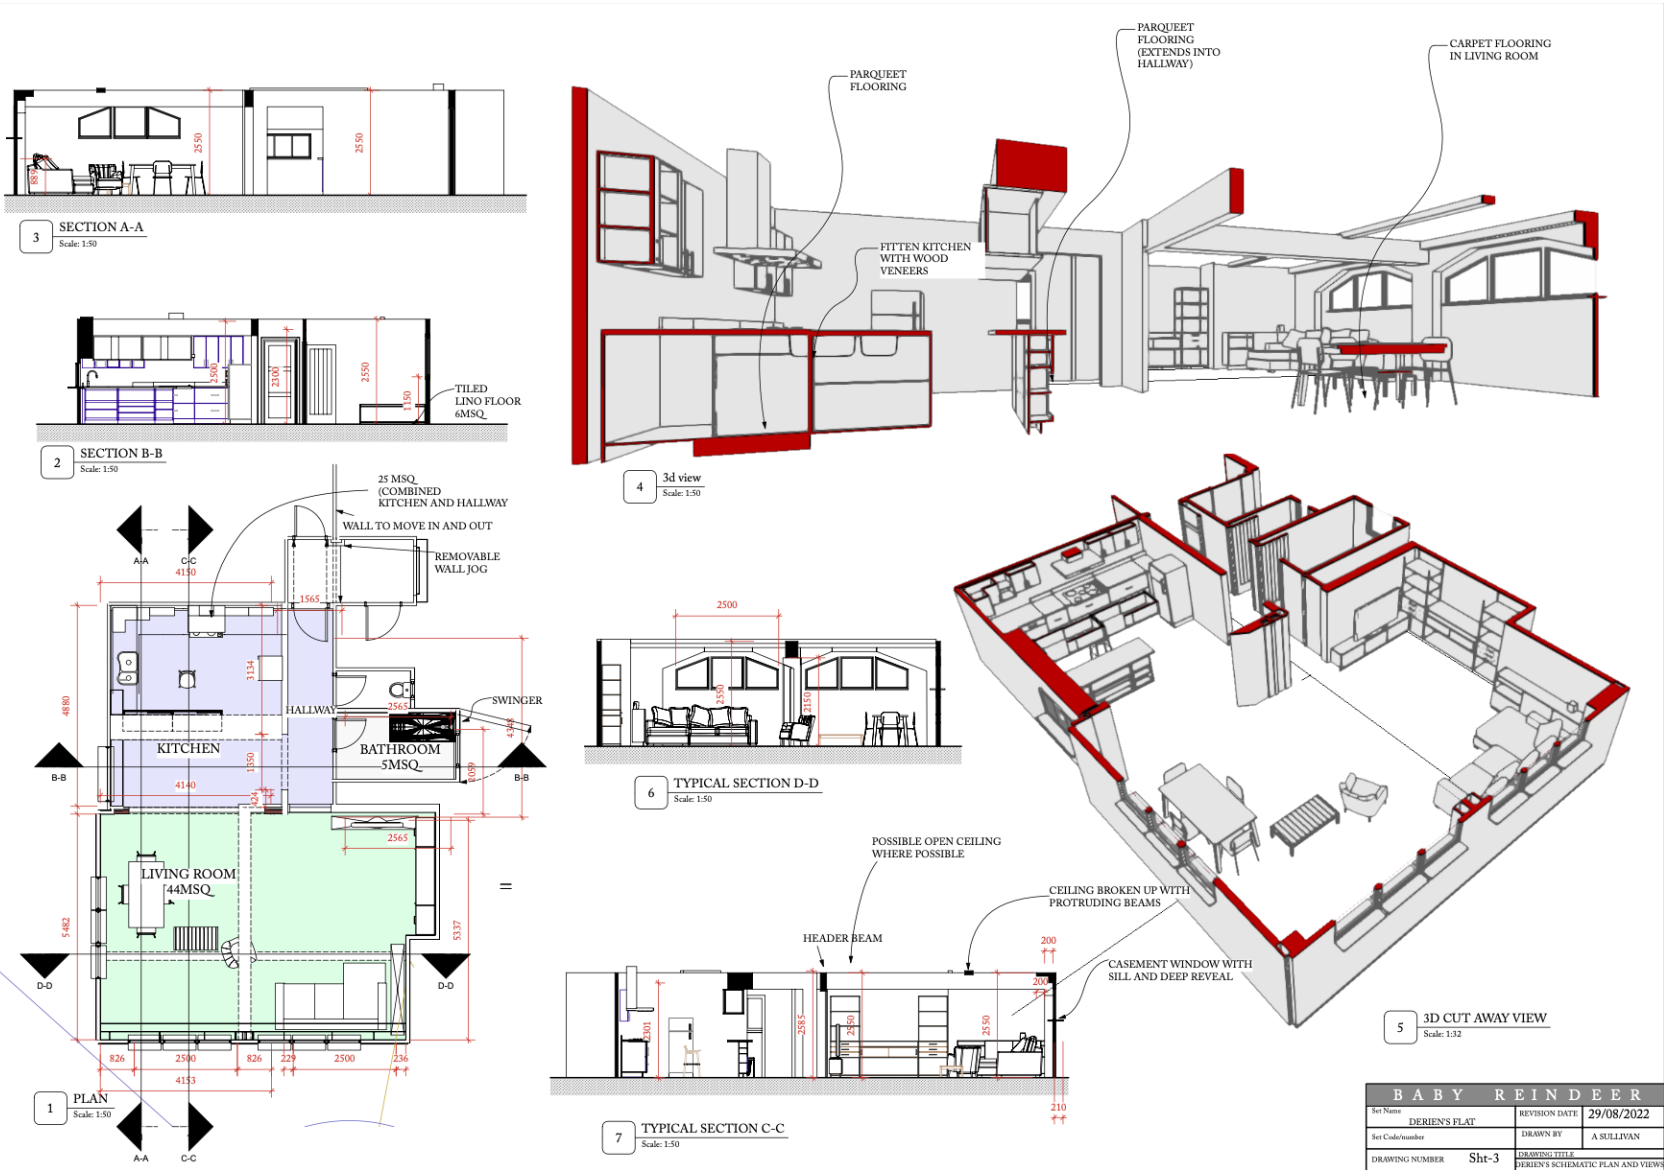 PARQUEET
FLOORING
PARQUEET
FLOORING
(EXTENDS INTO
HALLWAY)
CARPET FLOORING
IN LIVING ROOM
2550
2550
889
3
SECTION A-A
Scale: 1:50
FITTEN KITCHEN
WITH WOOD
VENEERS
2500
2300
2550
1150
TILED
LINO FLOOR
6MSQ
2
SECTION B-B
Scale: 1:50
4
3d view
Scale: 1:50
25 MSQ
(COMBINED
KITCHEN AND HALLWAY
WALL TO MOVE IN AND OUT
REMOVABLE
WALL JOG
A-A
C-C
4150
1565
3134
4880
HALLWAY
2565
SWINGER
4348
KITCHEN
BATHROOM
5MSQ
1350
2059
B-B
B-B
4140
424
2565
LIVING ROOM
44MSQ
=
5482
5337
D-D
D-D
826
2500
826
229
2500
236
4153
1
PLAN
Scale: 1:50
A-A
C-C
2500
2550
2150
6
TYPICAL SECTION D-D
Scale: 1:50
POSSIBLE OPEN CEILING
WHERE POSSIBLE
CEILING BROKEN UP WITH
PROTRUDING BEAMS
HEADER BEAM
200
CASEMENT WINDOW WITH
SILL AND DEEP REVEAL
200
2301
2585
2550
2550
210
7
TYPICAL SECTION C-C
Scale: 1:50
5
3D CUT AWAY VIEW
Scale: 1:32
BABY REINDEER
Set Name
DERIEN'S FLAT
REVISION DATE
29/08/2022
Set Code/number
DRAWN BY
A SULLIVAN
DRAWING NUMBER
Sht-3
DRAWING TITLE
DERIEN'S SCHEMATIC PLAN AND VIEWS